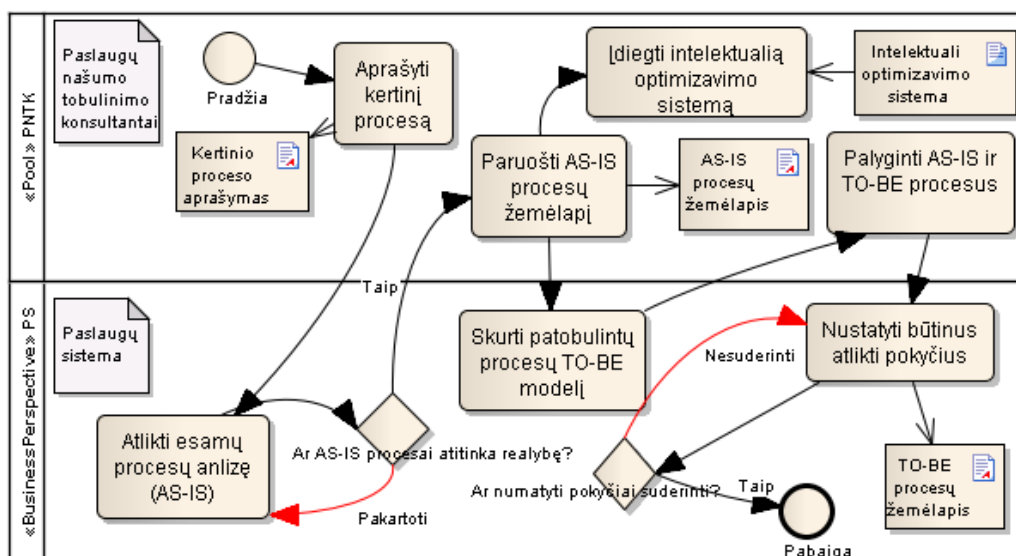 «Pool» PNTK
Paslaugų
našumo
tobulinimo
konsultantai
Pradžia
Aprašyti
kertinį
procesą
Kertinio
proceso
aprašymas
Įdiegti intelektualią
optimizavimo
sistemą
Intelektuali
optimizavimo
sistema
Paruošti AS-IS
procesų
žemėlapį
AS-IS
procesų
žemėlapis
Palyginti AS-IS ir
TO-BE procesus
Taip
«BusinessPerspective» PS
Paslaugų
sistema
Atlikti esamų
procesų anlizę
(AS-IS)
Ar AS-IS procesai atitinka realybę?
Pakartoti
Skurti patobulintų
procesų TO-BE
modelį
Nesuderinti
Nustatyti būtinus
atlikti pokyčius
Ar numatyti pokyčiai suderinti?
Taip
Pabaiga
TO-BE
procesų
žemėlapis